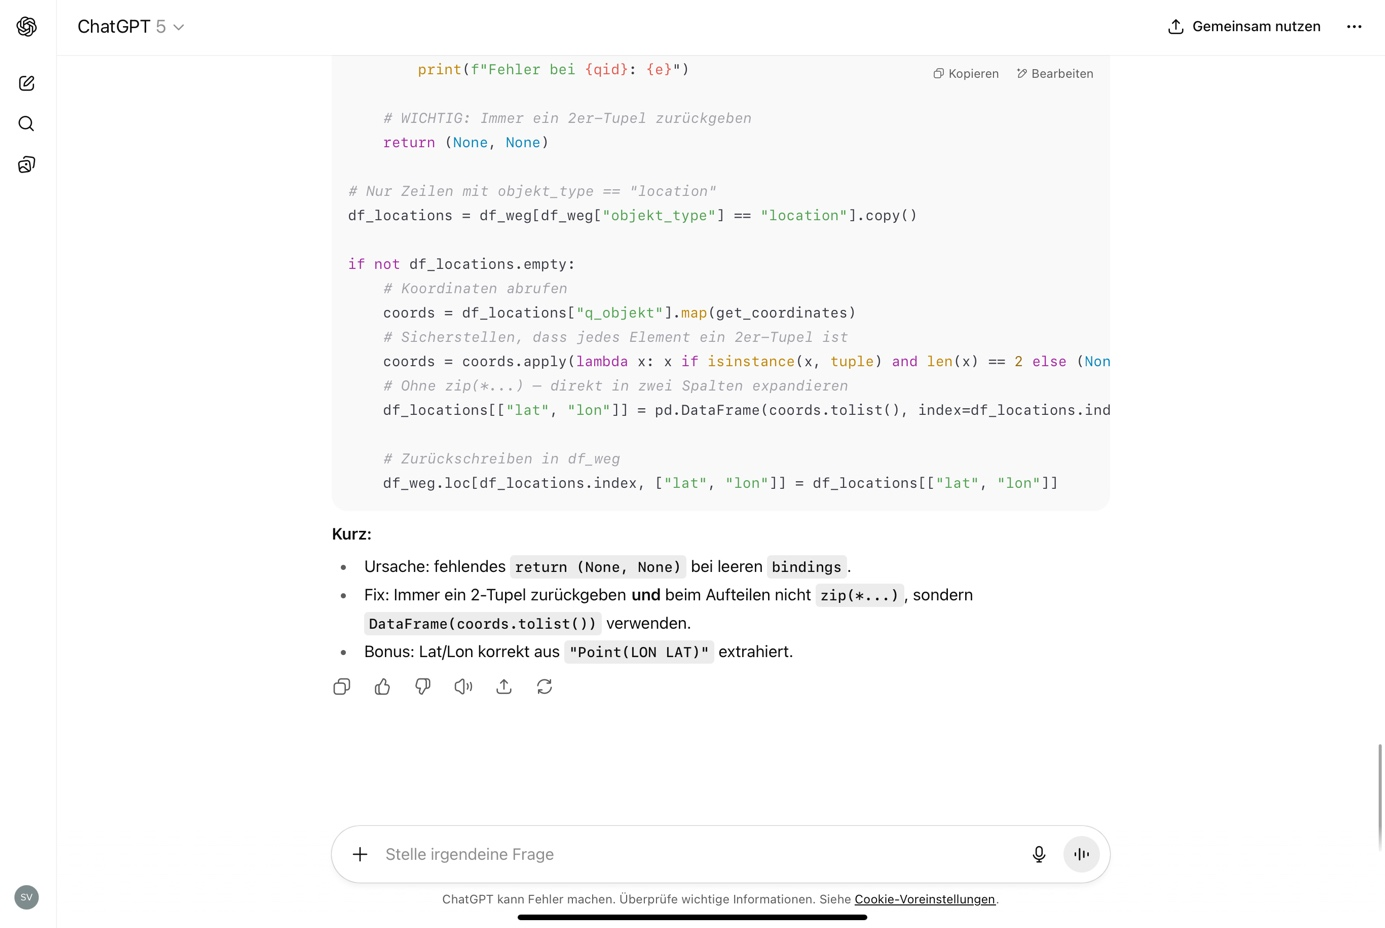 ChatGPT 5
Gemeinsam nutzen
print(f"Fehler bei {qid}: {e}")
Kopieren
Bearbeiten
# WICHTIG: Immer ein 2er-Tupel zurückgeben
return (None, None)
# Nur Zeilen mit objekt_type == "location"
df_locations = df_weg[df_weg["objekt_type"] == "location"].copy()
if not df_locations.empty:
# Koordinaten abrufen
coords = df_locations["q_objekt"].map(get_coordinates)
# Sicherstellen, dass jedes Element ein 2er-Tupel ist
coords = coords.apply(lambda x: x if isinstance(x, tuple) and len(x) == 2 else (Non
# Ohne zip(*...) – direkt in zwei Spalten expandieren
df_locations[["lat", "lon"]] = pd.DataFrame(coords.tolist(), index=df_locations.ind
# Zurückschreiben in df_weg
df_weg.loc[df_locations.index, ["lat", "lon"]] = df_locations[["lat", "lon"]]
Kurz:
• Ursache: fehlendes return (None, None) bei leeren bindings.
• Fix: Immer ein 2-Tupel zurückgeben und beim Aufteilen nicht zip(*...), sondern
DataFrame(coords.tolist()) verwenden.
• Bonus: Lat/Lon korrekt aus "Point(LON LAT)" extrahiert.
Stelle irgendeine Frage
SV
ChatGPT kann Fehler machen. Überprüfe wichtige Informationen. Siehe Cookie-Voreinstellungen.